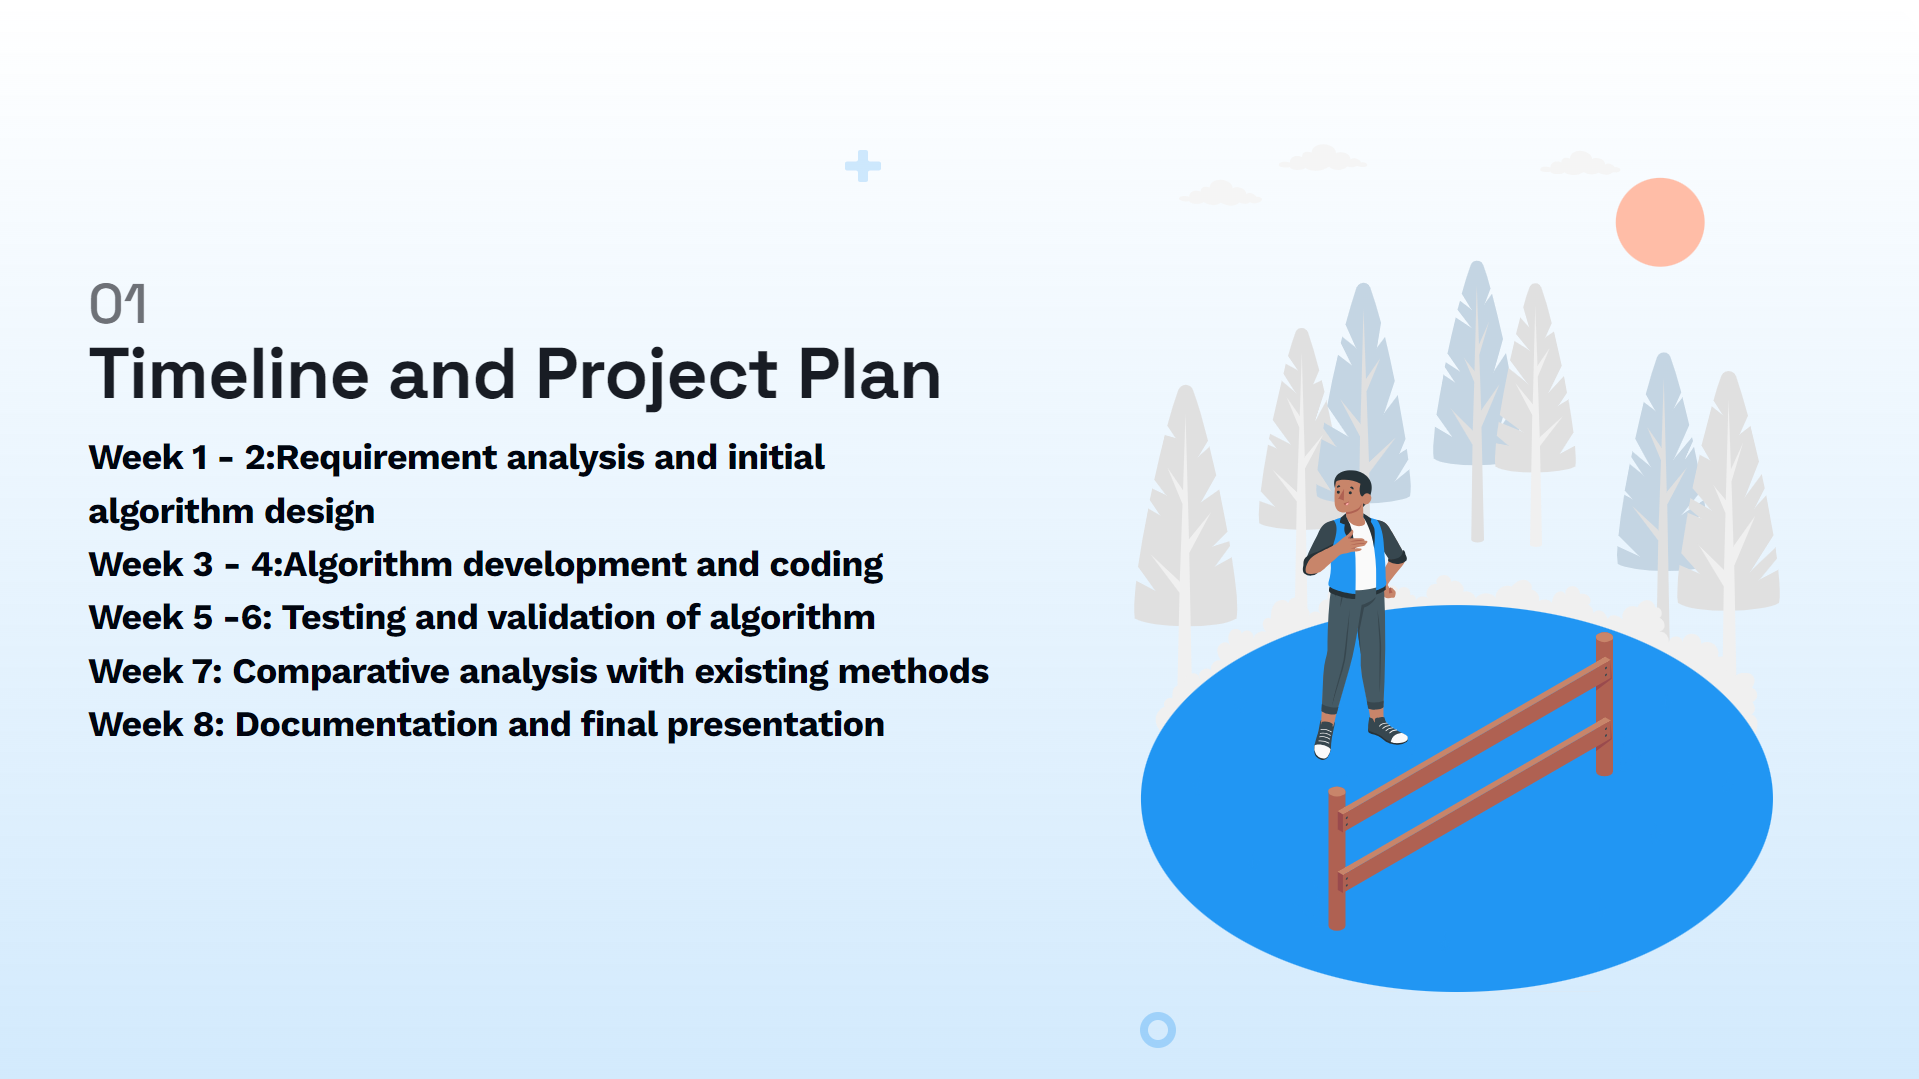 01
Timeline and Project Plan
Week 1 - 2:Requirement analysis and initial
algorithm design
Week 3 - 4:Algorithm development and coding
Week 5 -6: Testing and validation of algorithm
Week 7: Comparative analysis with existing methods
Week 8: Documentation and final presentation